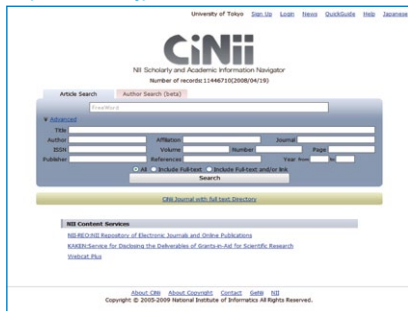 University of Tokyo Sign Up Login News QuickGuide Help Japanese
CiNii
NII Scholarly and Academic Information Navigator
Number of records:11446710(2008/04/19)
Article Search Author Search (beta)
FreeWord
Advanced
Title
Author Affiliation Journal
ISSN Volume Number Page
Publisher References Year From to
All Include Full-text Include Full-text and/or link
Search
CiNii Journal with full text Directory
NII Content Services
NII-REO:NII Repository of Electronic Journals and Online Publications
KAKEN:Service for Disclosing the Deliverables of Grants-in-Aid for Scientific Research
Webcat Plus
About CiNii About Copyright Contact GeNii NII
Copyright © 2005-2009 National Institute of Informatics All Rights Reserved.